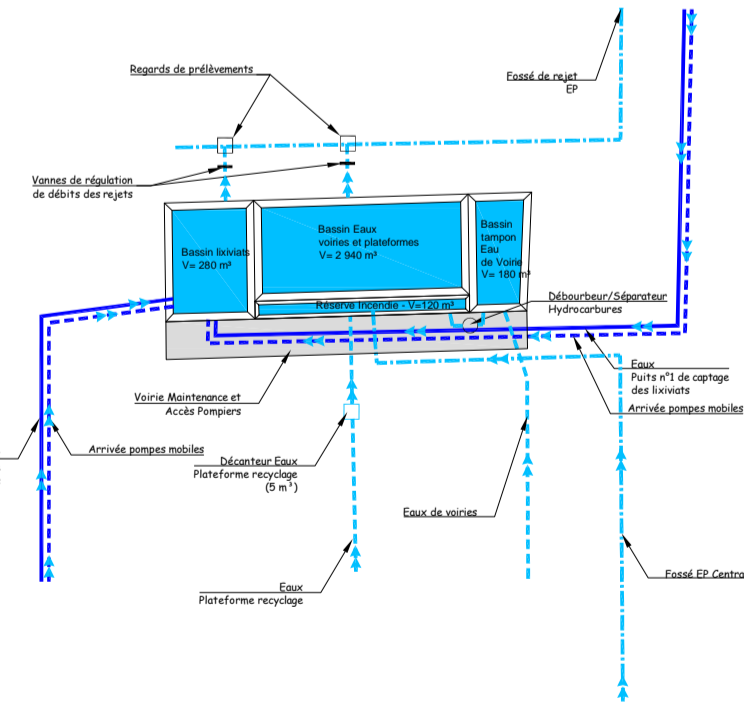 Regards de prélèvements
Fossé de rejet
EP
Vannes de régulation
de débits des rejets
Bassin lixiviats
V= 280 m³
Bassin Eaux
voiries et plateformes
V= 2 940 m³
Bassin
tampon
Eau
de Voirie
V= 180 m³
Réserve Incendie - V=120 m³
Débourbeur/Séparateur
Hydrocarbures
Eaux
Puits n°1 de captage
des lixiviats
Arrivée pompes mobiles
Voirie Maintenance et
Accès Pompiers
Arrivée pompes mobiles
Décanteur Eaux
Plateforme recyclage
(5 m³)
Eaux de voiries
Eaux
Plateforme recyclage
Fossé EP Centra